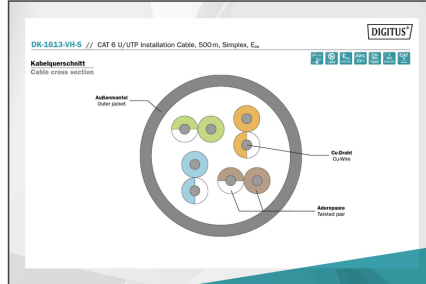 DIGITUS®
DK-1613-VH-5 // CAT 6 U/UTP Installation Cable, 500 m, Simplex, Eca
Kabelquerschnitt
Cable cross section
Außenmantel
Outer jacket
Cu-Draht
Cu-Wire
Adernpaare
Twisted pair